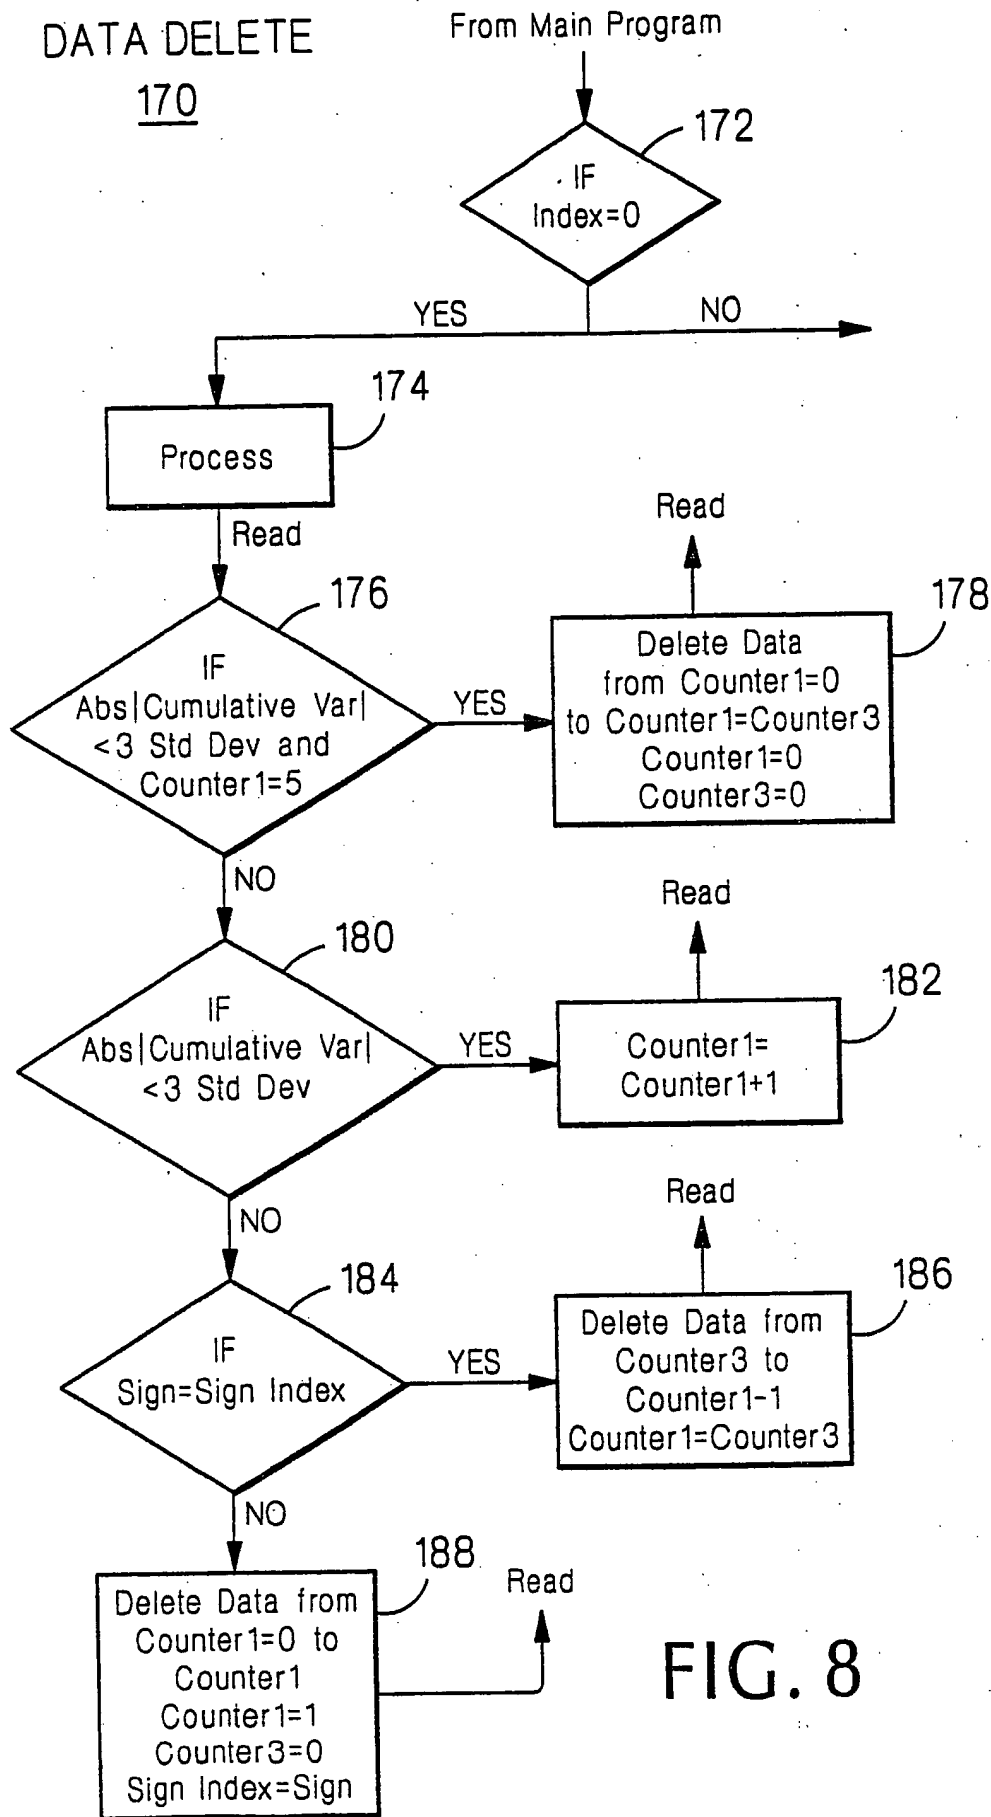 DATA DELETE
170
From Main Program
172
IF
Index=0
YES
NO
174
Process
Read
176
IF
Abs|Cumulative Var|
<3 Std Dev and
Counter1=5
YES
Read
178
Delete Data
from Counter1=0
to Counter1=Counter3
Counter1=0
Counter3=0
NO
180
IF
Abs|Cumulative Var|
<3 Std Dev
YES
Read
182
Counter1=
Counter1+1
NO
184
IF
Sign=Sign Index
YES
Read
186
Delete Data from
Counter3 to
Counter1-1
Counter1=Counter3
NO
188
Delete Data from
Counter1=0 to
Counter1
Counter1=1
Counter3=0
Sign Index=Sign
Read
FIG. 8